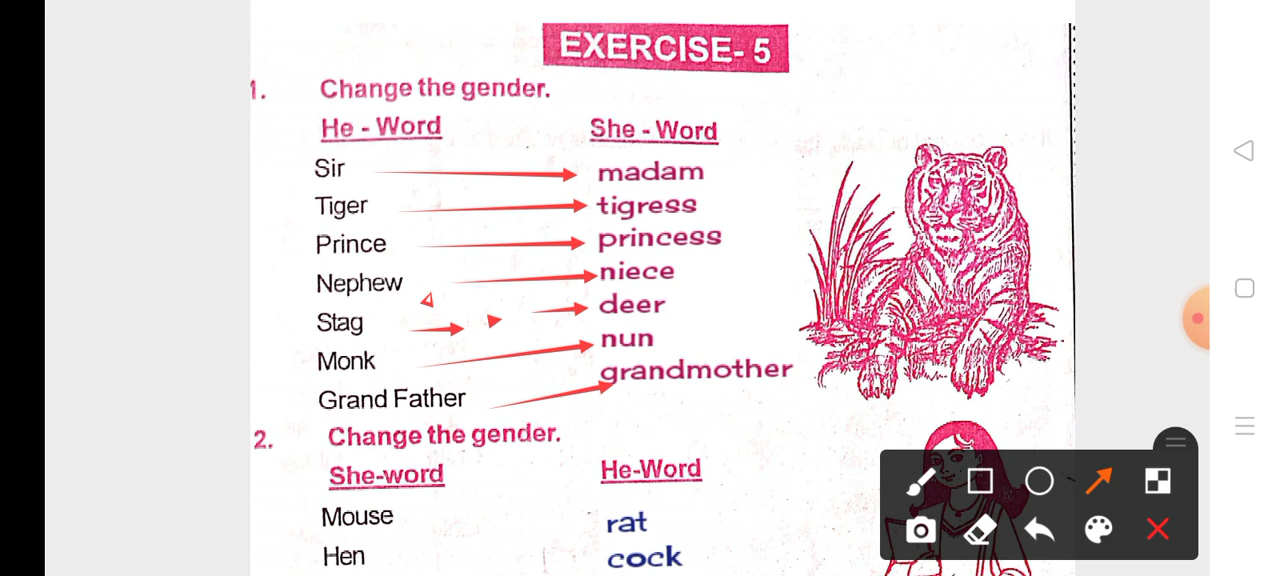 EXERCISE- 5
1. Change the gender.
He - Word She - Word
Sir madam
Tiger tigress
Prince princess
Nephew niece
Stag deer
Monk nun
Grand Father grandmother
2. Change the gender.
She-word He-Word
Mouse rat
Hen cock